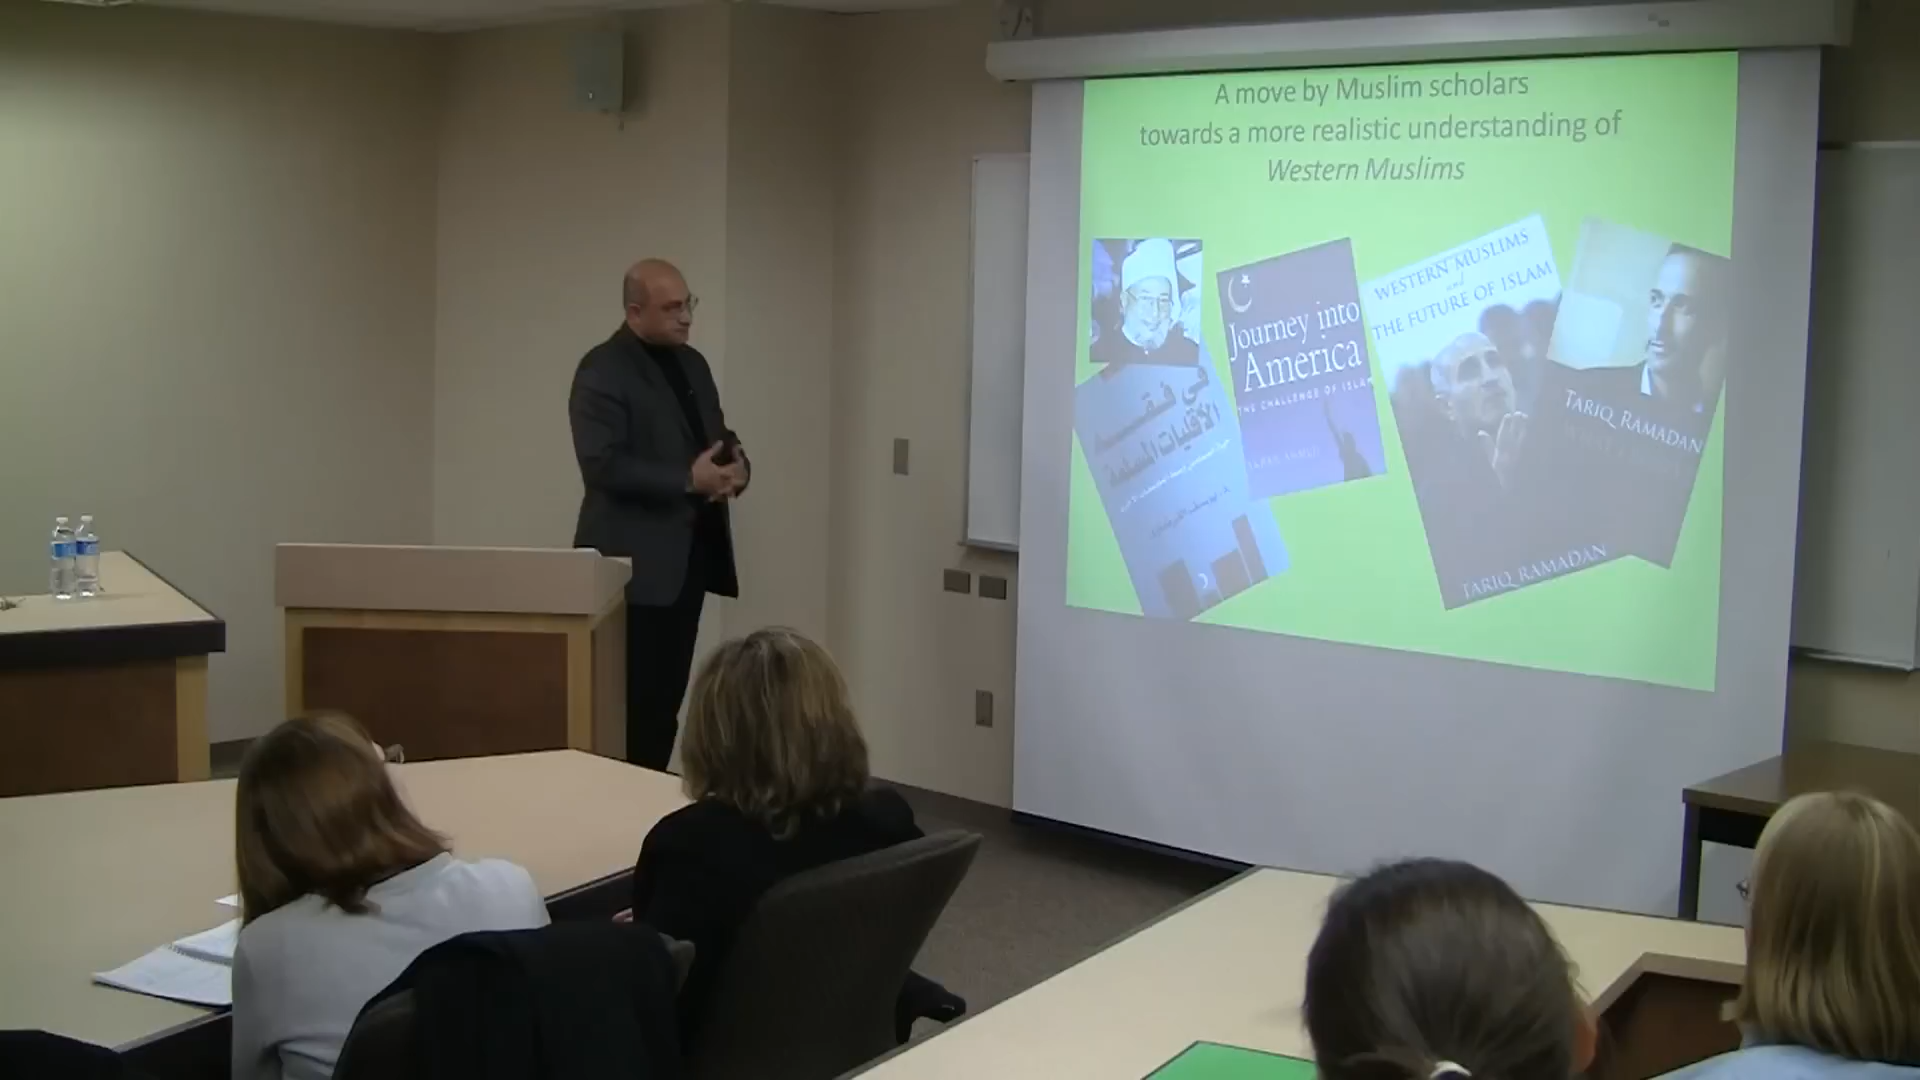 A move by Muslim scholars
towards a more realistic understanding of
Western Muslims
في فقه
الأقليات المسلمة
Journey into
America
THE CHALLENGE OF ISLAM
WESTERN MUSLIMS
and
THE FUTURE OF ISLAM
TARIQ RAMADAN
TARIQ RAMADAN